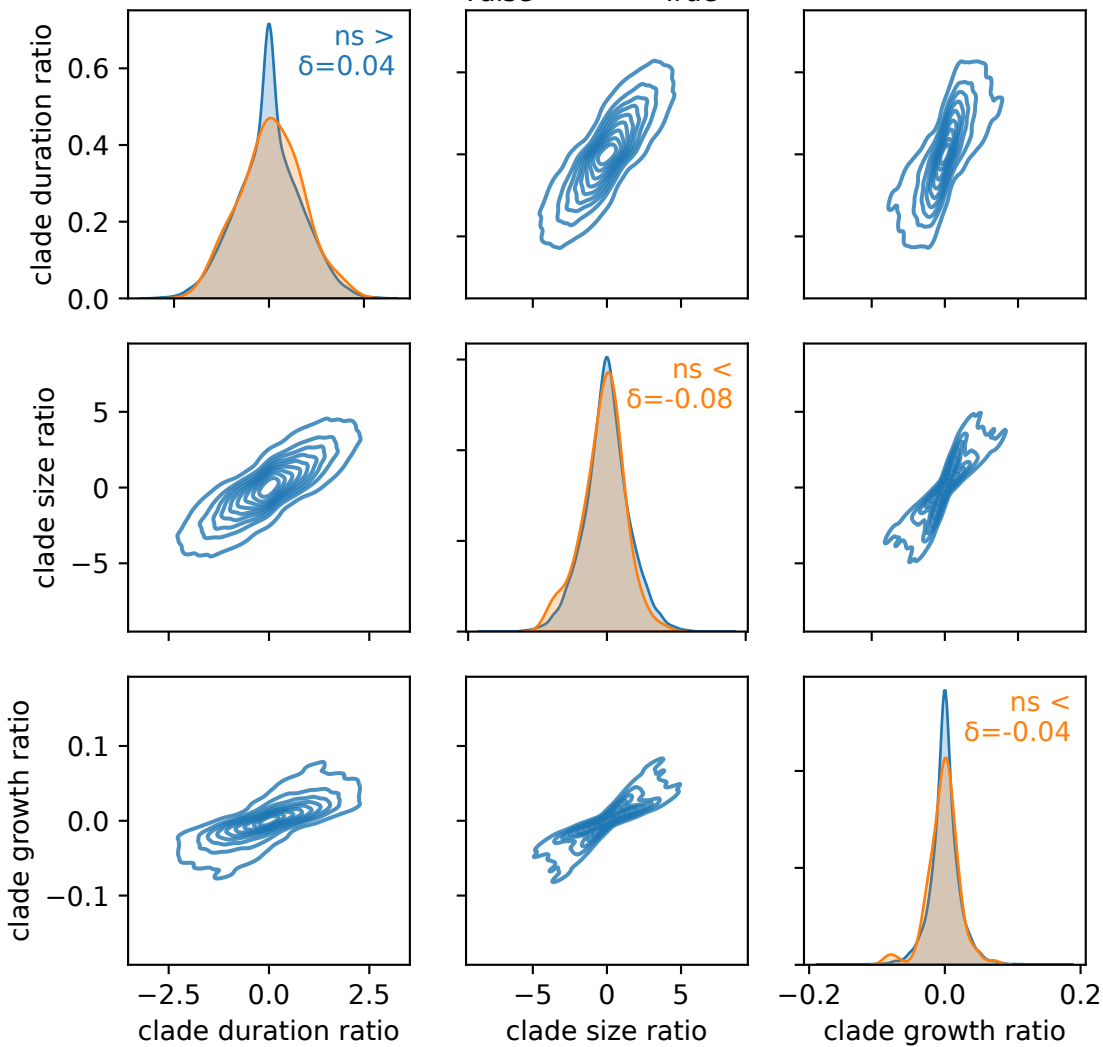 clade duration ratio
0.6
0.4
0.2
0.0
ns >
δ=0.04
clade size ratio
5
0
−5
ns <
δ=-0.08
clade growth ratio
0.1
0.0
−0.1
ns <
δ=-0.04
−2.5 0.0 2.5
clade duration ratio
−5 0 5
clade size ratio
−0.2 0.0 0.2
clade growth ratio